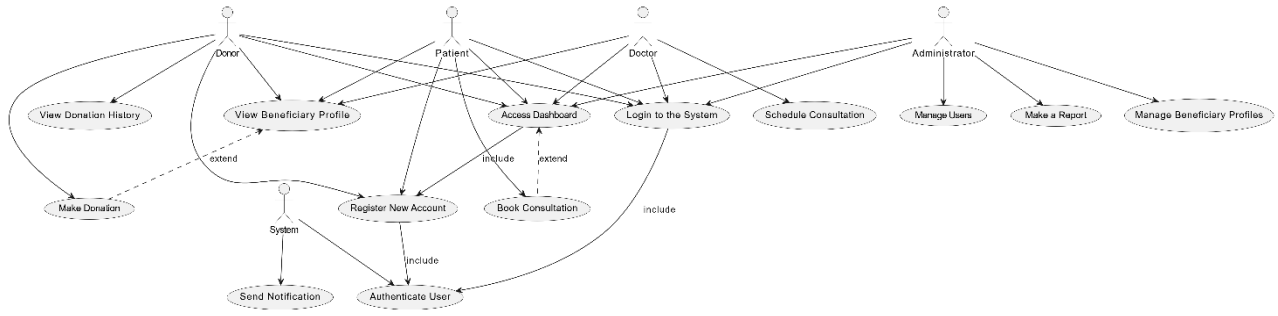 Donor
Patient
Doctor
Administrator
View Donation History
View Beneficiary Profile
Access Dashboard
Login to the System
Schedule Consultation
Manage Users
Make a Report
Manage Beneficiary Profiles
extend
include
extend
Make Donation
Register New Account
Book Consultation
include
System
include
Send Notification
Authenticate User